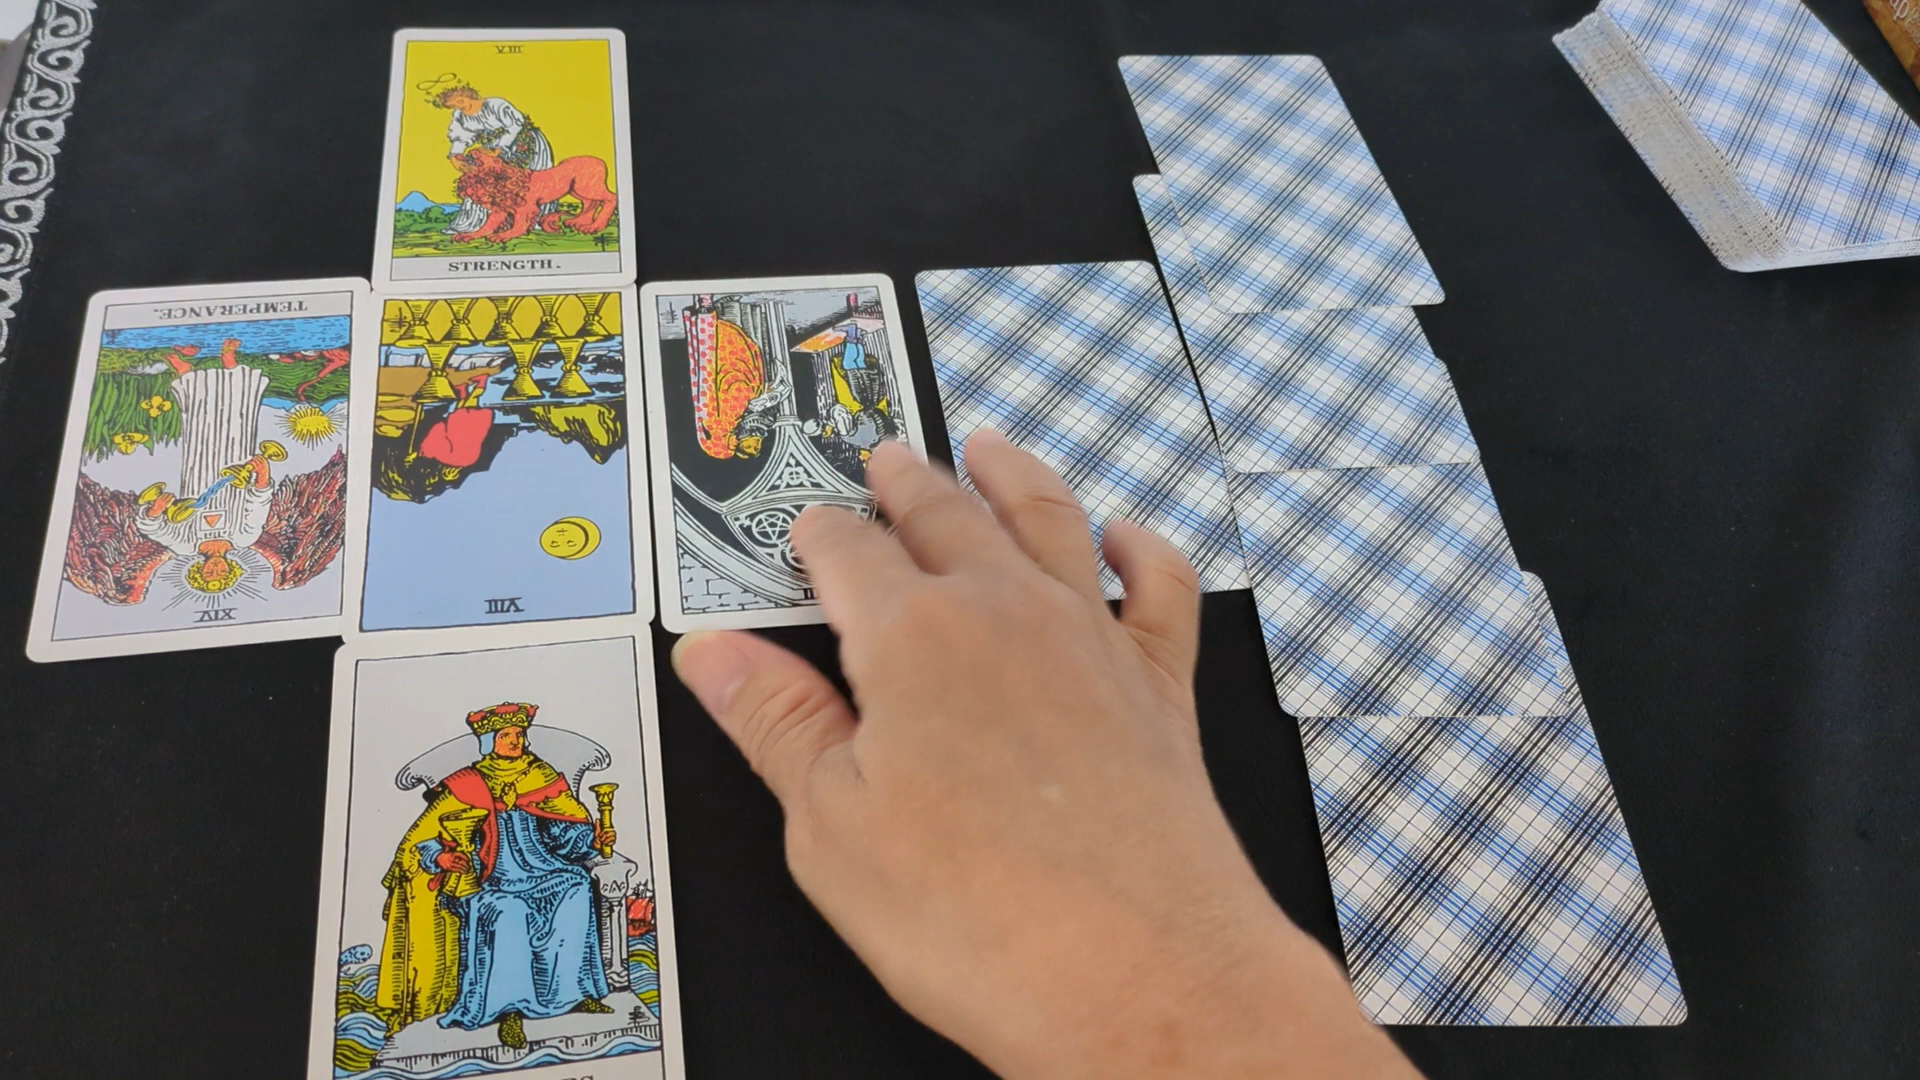 VIII
STRENGTH.
TEMPERANCE.
XIV
VIII